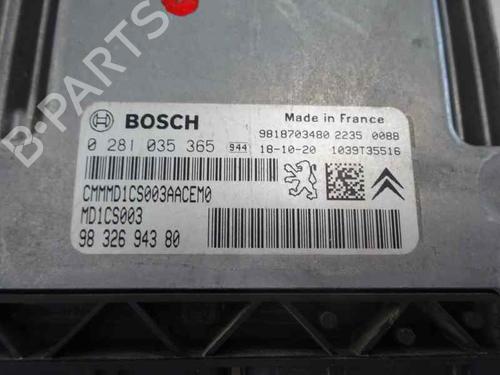 B-PARTS
BOSCH
Made in France
9818703480 2235 0088
0 281 035 365 944 18-10-20 1039T35516
CMMMD1CS003AACEM0
MD1CS003
98 326 943 80